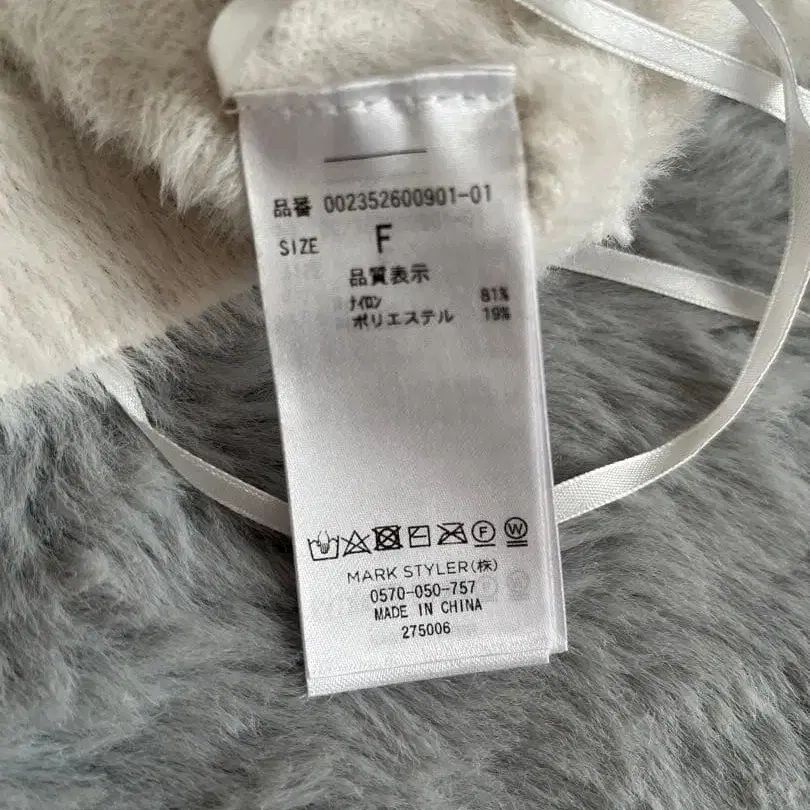 品番 002352600901-01
SIZE F
品質表示
ナイロン 81%
ポリエステル 19%
F W
MARK STYLER(株)
0570-050-757
MADE IN CHINA
275006